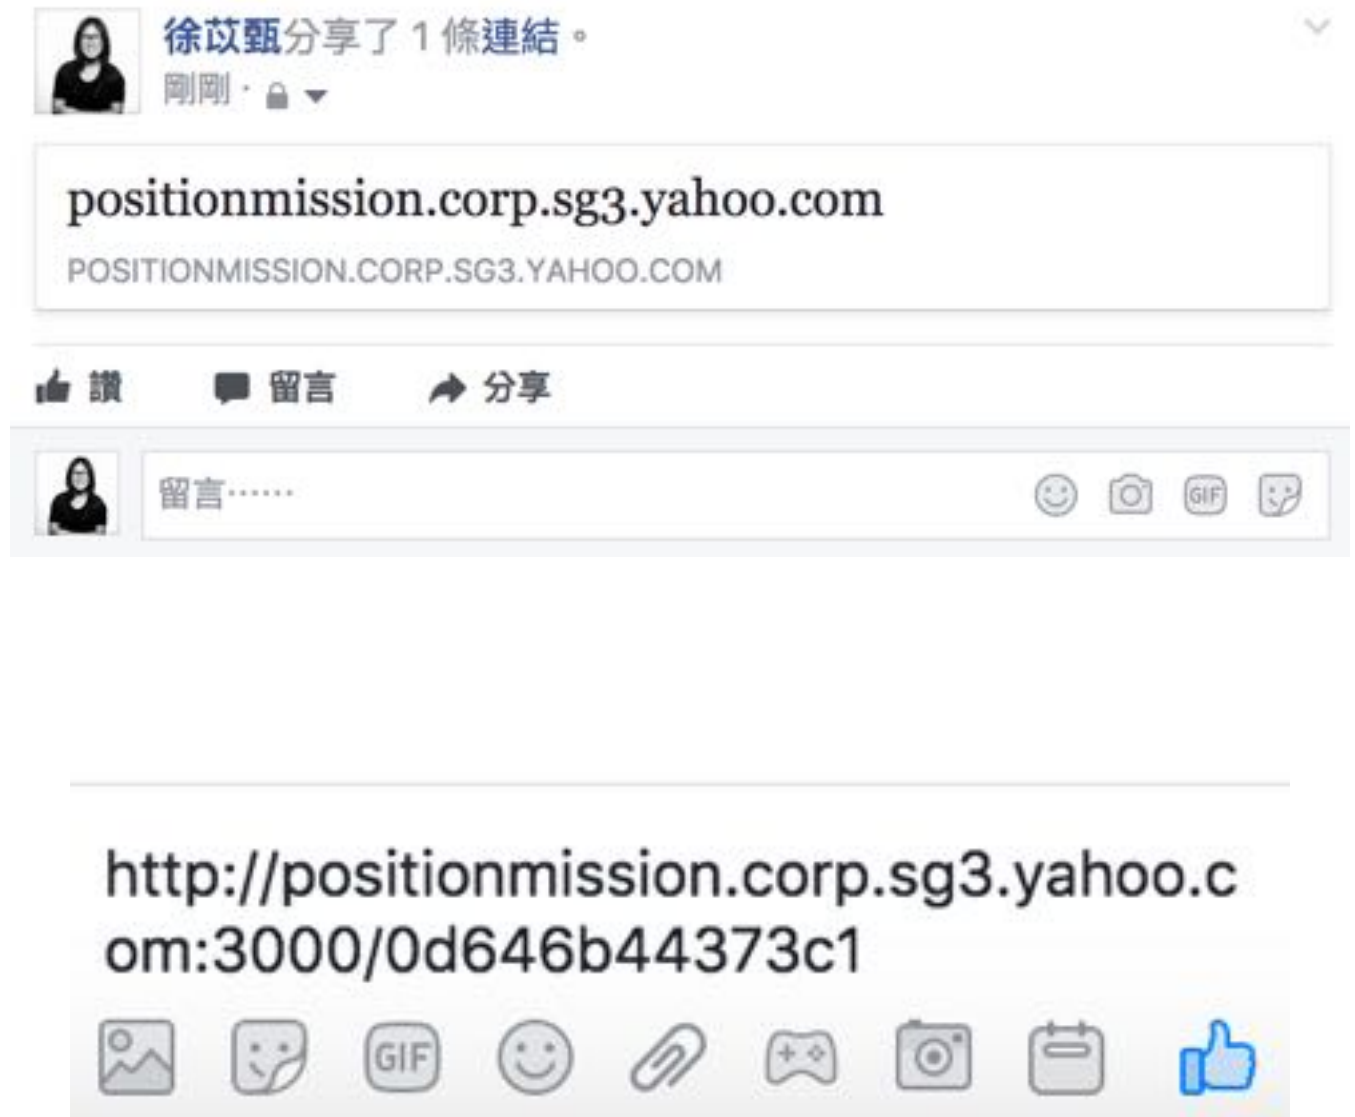 徐苡甄分享了 1 條連結。
剛剛 ·
positionmission.corp.sg3.yahoo.com
POSITIONMISSION.CORP.SG3.YAHOO.COM
讚 留言 分享
留言⋯⋯ GIF
http://positionmission.corp.sg3.yahoo.c
om:3000/0d646b44373c1
GIF